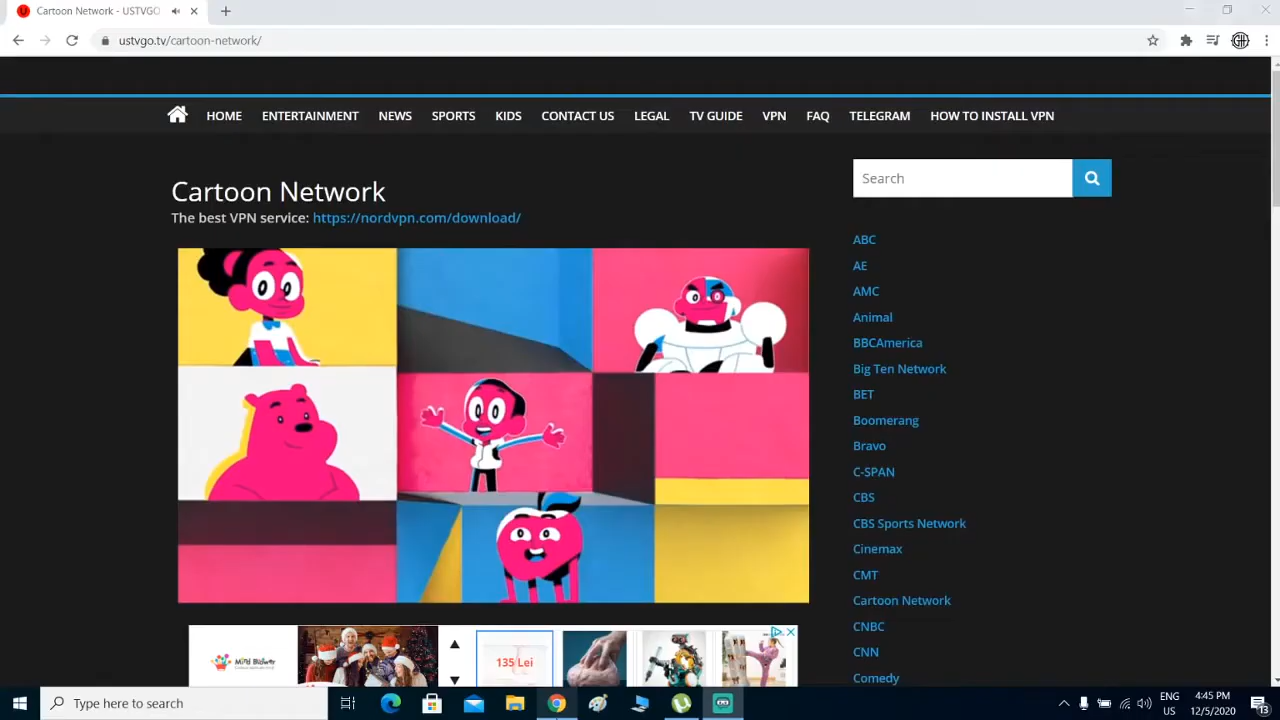 Cartoon Network - USTVGO
ustvgo.tv/cartoon-network/
HOME ENTERTAINMENT NEWS SPORTS KIDS CONTACT US LEGAL TV GUIDE VPN FAQ TELEGRAM HOW TO INSTALL VPN
Cartoon Network
The best VPN service: https://nordvpn.com/download/
Search
ABC
AE
AMC
Animal
BBCAmerica
Big Ten Network
BET
Boomerang
Bravo
C-SPAN
CBS
CBS Sports Network
Cinemax
CMT
Cartoon Network
CNBC
CNN
Comedy
Mind Blower
135 Lei
Type here to search
ENG
US
4:45 PM
12/5/2020
13